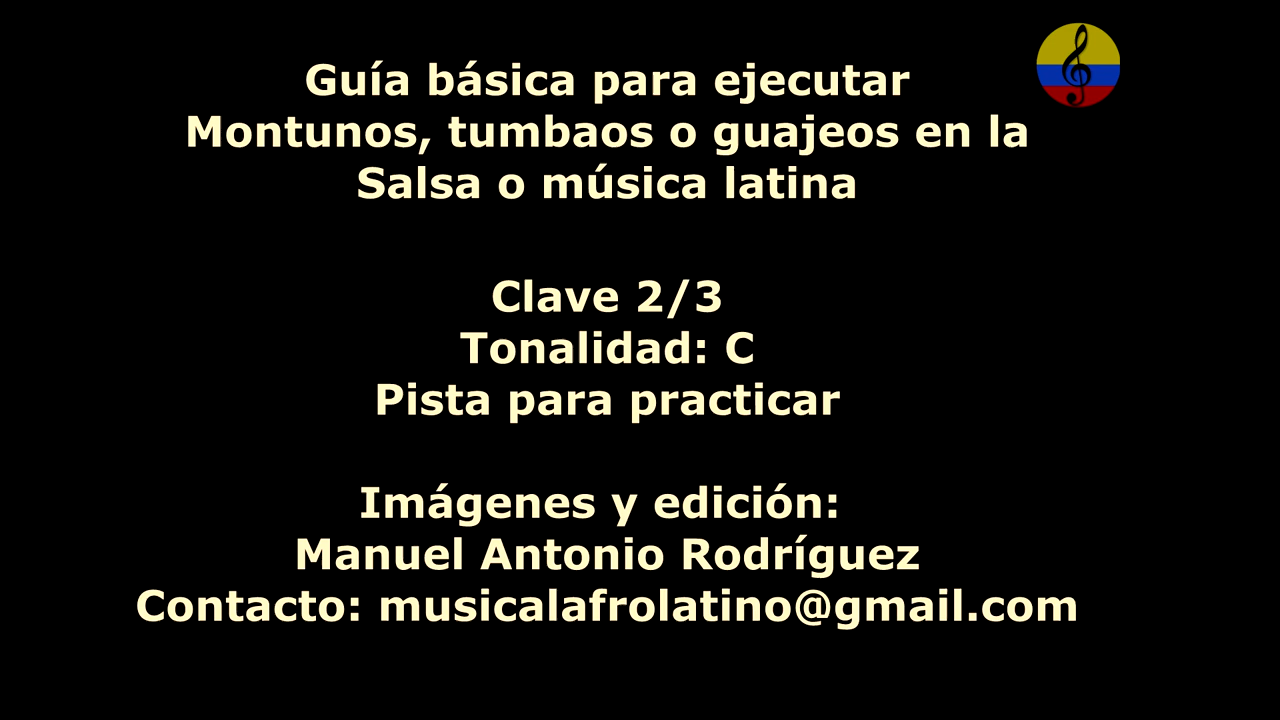 Guía básica para ejecutar
Montunos, tumbaos o guajeos en la
Salsa o música latina
Clave 2/3
Tonalidad: C
Pista para practicar
Imágenes y edición:
Manuel Antonio Rodríguez
Contacto: musicalafrolatino@gmail.com